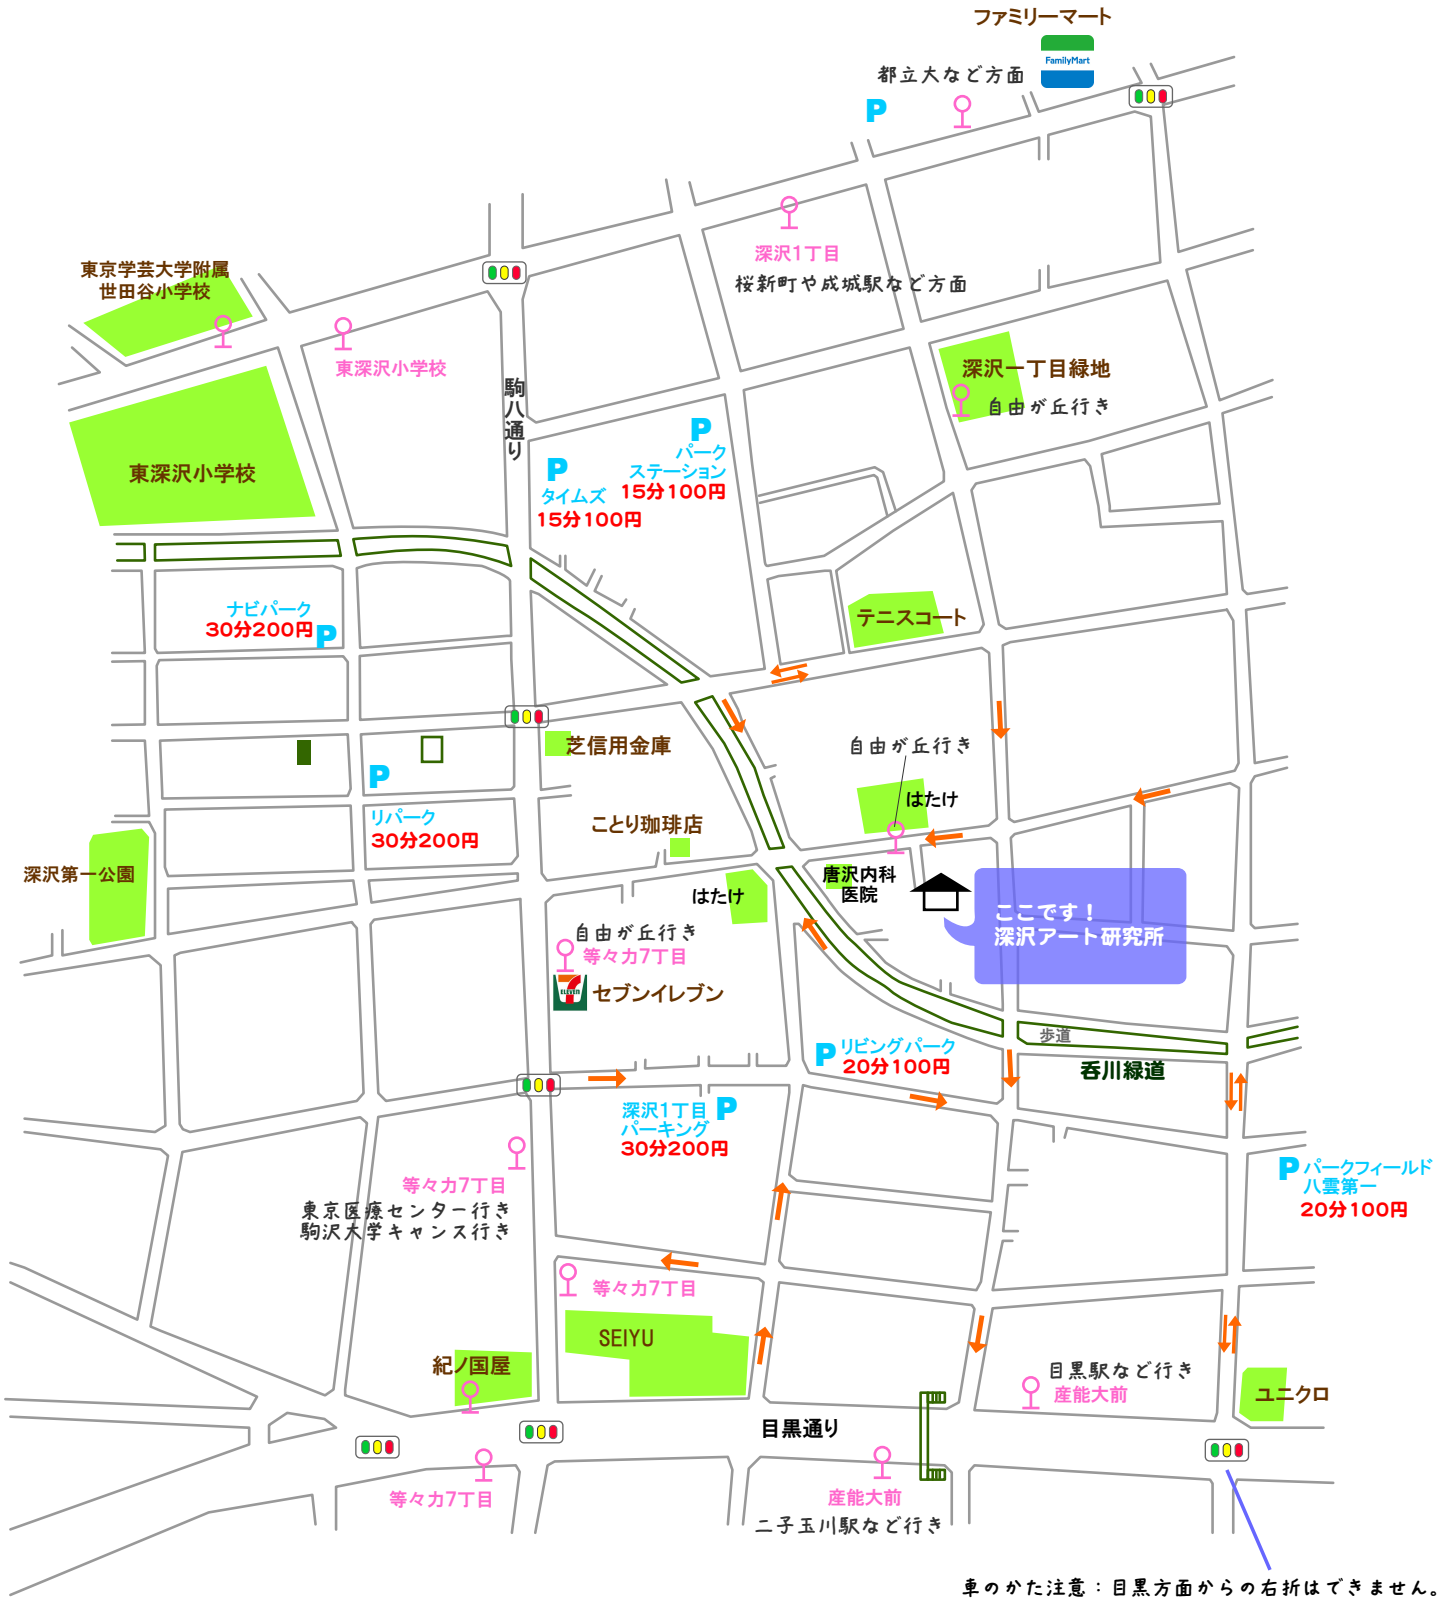 ファミリーマート
FamilyMart
都立大など方面
P
深沢1丁目
桜新町や成城駅など方面
東京学芸大学附属
世田谷小学校
東深沢小学校
深沢一丁目緑地
自由が丘行き
駒八通り
東深沢小学校
P
パーク
ステーション
15分100円
P
タイムズ
15分100円
ナビパーク
30分200円
P
テニスコート
芝信用金庫
自由が丘行き
P
リパーク
30分200円
はたけ
ことり珈琲店
深沢第一公園
唐沢内科
医院
はたけ
ここです！
深沢アート研究所
自由が丘行き
等々力7丁目
ELEVEn
セブンイレブン
歩道
P
リビングパーク
20分100円
呑川緑道
深沢1丁目
パーキング
30分200円
P
P
パークフィールド
八雲第一
20分100円
等々力7丁目
東京医療センター行き
駒沢大学キャンス行き
等々力7丁目
SEIYU
紀ノ国屋
目黒駅など行き
産能大前
ユニクロ
目黒通り
等々力7丁目
産能大前
二子玉川駅など行き
車のかた注意：目黒方面からの右折はできません。